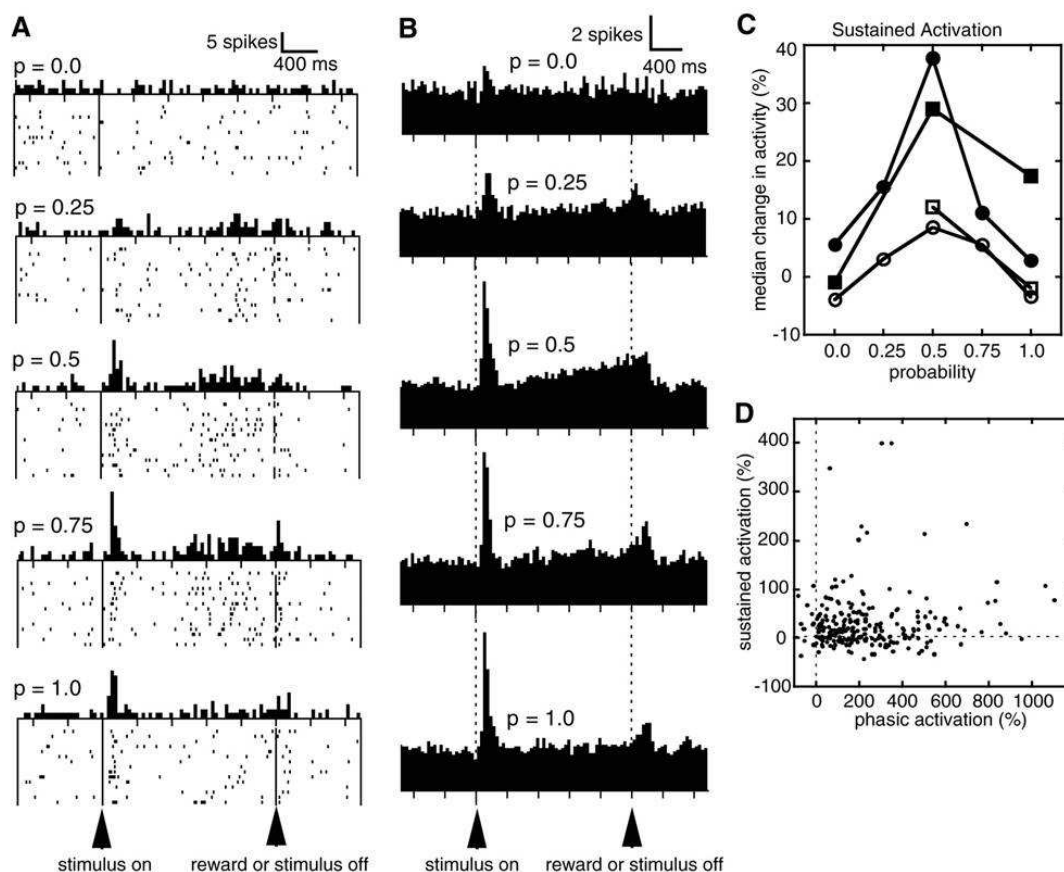 A
5 spikes
400 ms
p = 0.0
p = 0.25
p = 0.5
p = 0.75
p = 1.0
stimulus on
reward or stimulus off
B
2 spikes
400 ms
p = 0.0
p = 0.25
p = 0.5
p = 0.75
p = 1.0
stimulus on
reward or stimulus off
C
Sustained Activation
median change in activity (%)
40
30
20
10
0
-10
0.0 0.25 0.5 0.75 1.0
probability
D
sustained activation (%)
400
300
200
100
0
-100
0 200 400 600 800 1000
phasic activation (%)